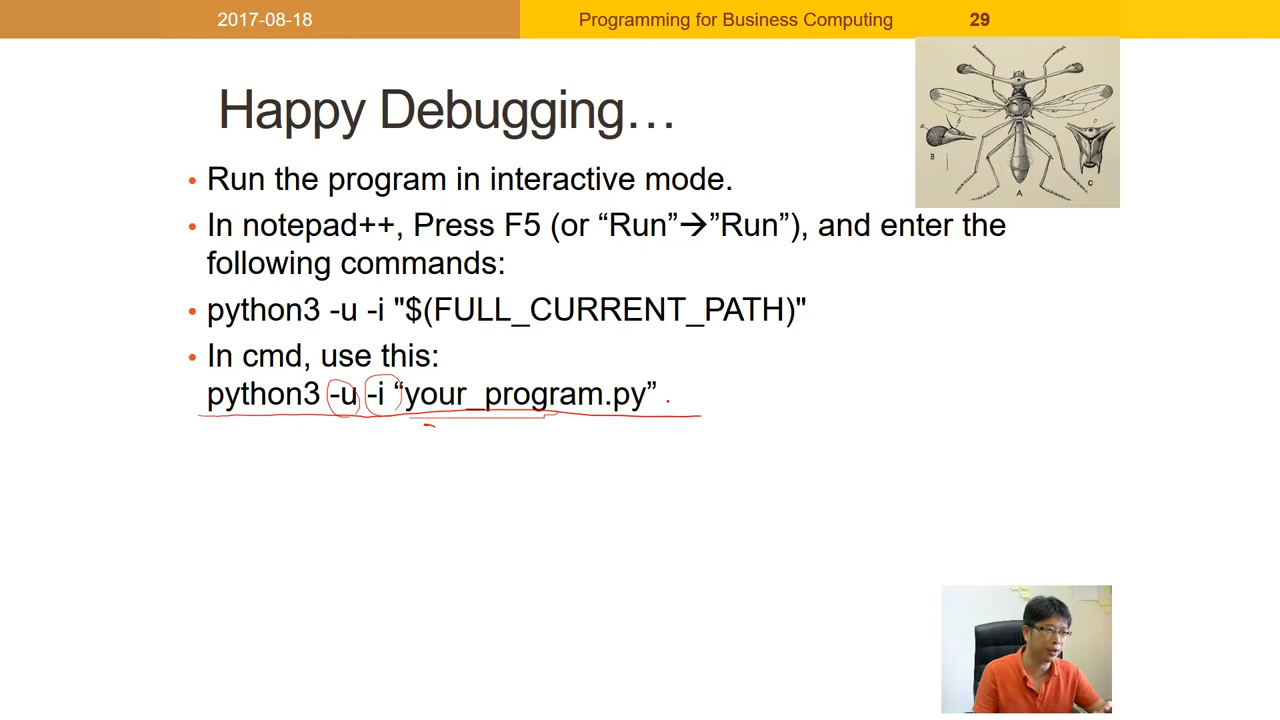 2017-08-18
Programming for Business Computing
29
Happy Debugging…
• Run the program in interactive mode.
• In notepad++, Press F5 (or “Run”→”Run”), and enter the
following commands:
• python3 -u -i "$(FULL_CURRENT_PATH)"
• In cmd, use this:
python3 -u -i “your_program.py”
A
B
C